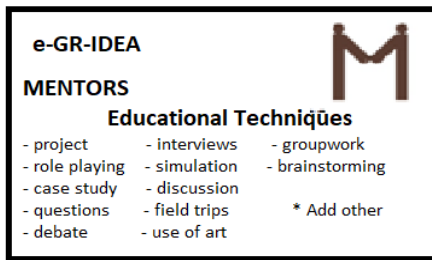 e-GR-IDEA
MENTORS
Educational Techniques
- project - interviews - groupwork
- role playing - simulation - brainstorming
- case study - discussion
- questions - field trips * Add other
- debate - use of art